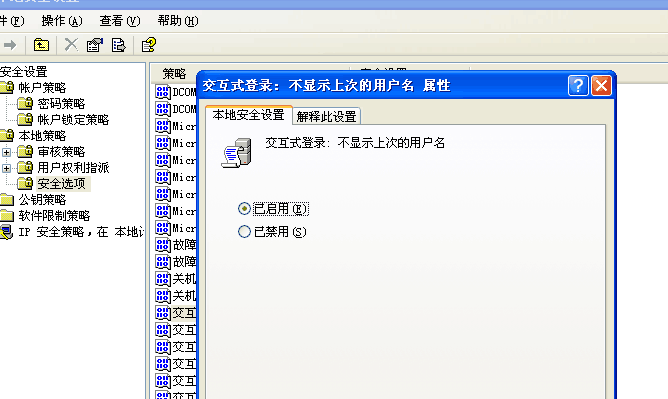 件(F) 操作(A) 查看(V) 帮助(H)
安全设置
帐户策略
密码策略
帐户锁定策略
本地策略
审核策略
用户权利指派
安全选项
公钥策略
软件限制策略
IP 安全策略，在 本地
策略
DCOM
DCOM
Micr
Micr
Micr
Micr
Micr
Micr
Micr
故障
故障
关机
关机
交互
交互
交互
交互
交互
交互
交互式登录: 不显示上次的用户名 属性
本地安全设置 解释此设置
交互式登录: 不显示上次的用户名
已启用(E)
已禁用(S)